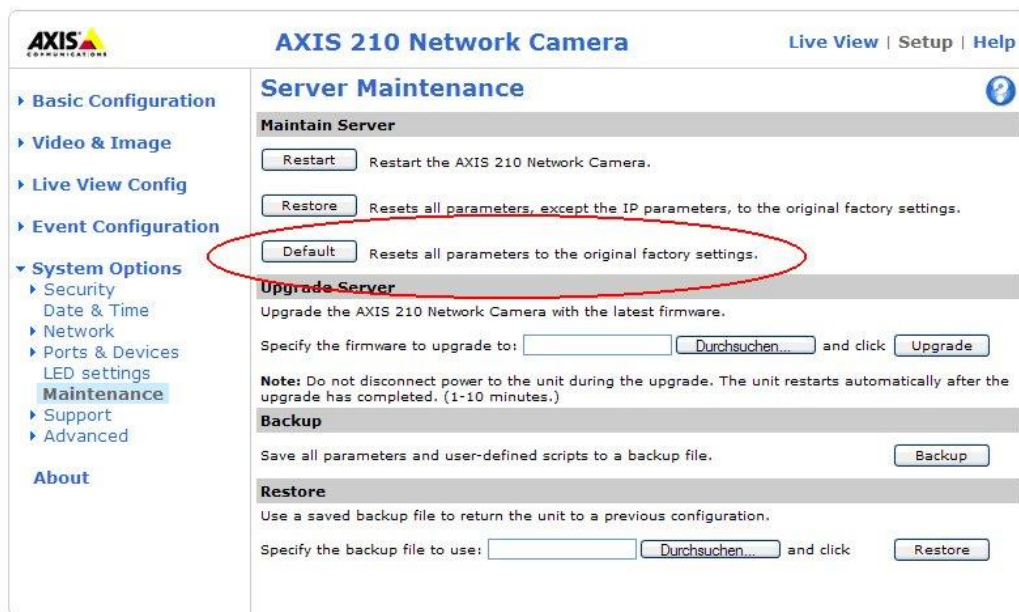 AXIS
COMMUNICATIONS
AXIS 210 Network Camera
Live View | Setup | Help
Basic Configuration
Video & Image
Live View Config
Event Configuration
System Options
Security
Date & Time
Network
Ports & Devices
LED settings
Maintenance
Support
Advanced
About
Server Maintenance
?
Maintain Server
Restart Restart the AXIS 210 Network Camera.
Restore Resets all parameters, except the IP parameters, to the original factory settings.
Default Resets all parameters to the original factory settings.
Upgrade Server
Upgrade the AXIS 210 Network Camera with the latest firmware.
Specify the firmware to upgrade to: Durchsuchen... and click Upgrade
Note: Do not disconnect power to the unit during the upgrade. The unit restarts automatically after the
upgrade has completed. (1-10 minutes.)
Backup
Save all parameters and user-defined scripts to a backup file. Backup
Restore
Use a saved backup file to return the unit to a previous configuration.
Specify the backup file to use: Durchsuchen... and click Restore